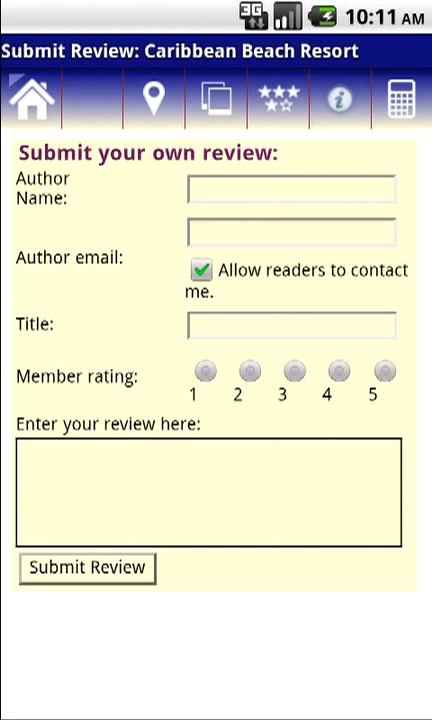 3G 10:11 AM
Submit Review: Caribbean Beach Resort
Submit your own review:
Author
Name:
Author email:
Allow readers to contact
me.
Title:
Member rating:
1 2 3 4 5
Enter your review here:
Submit Review